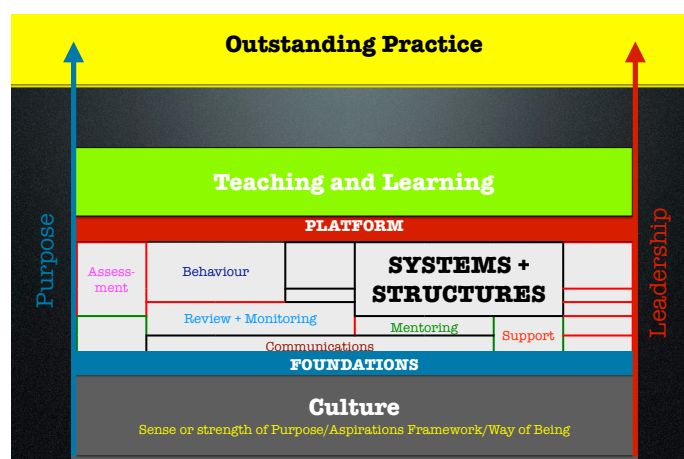 Outstanding Practice
Teaching and Learning
PLATFORM
Assess-
ment
Behaviour
SYSTEMS +
STRUCTURES
Review + Monitoring
Mentoring
Support
Communications
FOUNDATIONS
Culture
Sense or strength of Purpose/Aspirations Framework/Way of Being
Purpose
Leadership